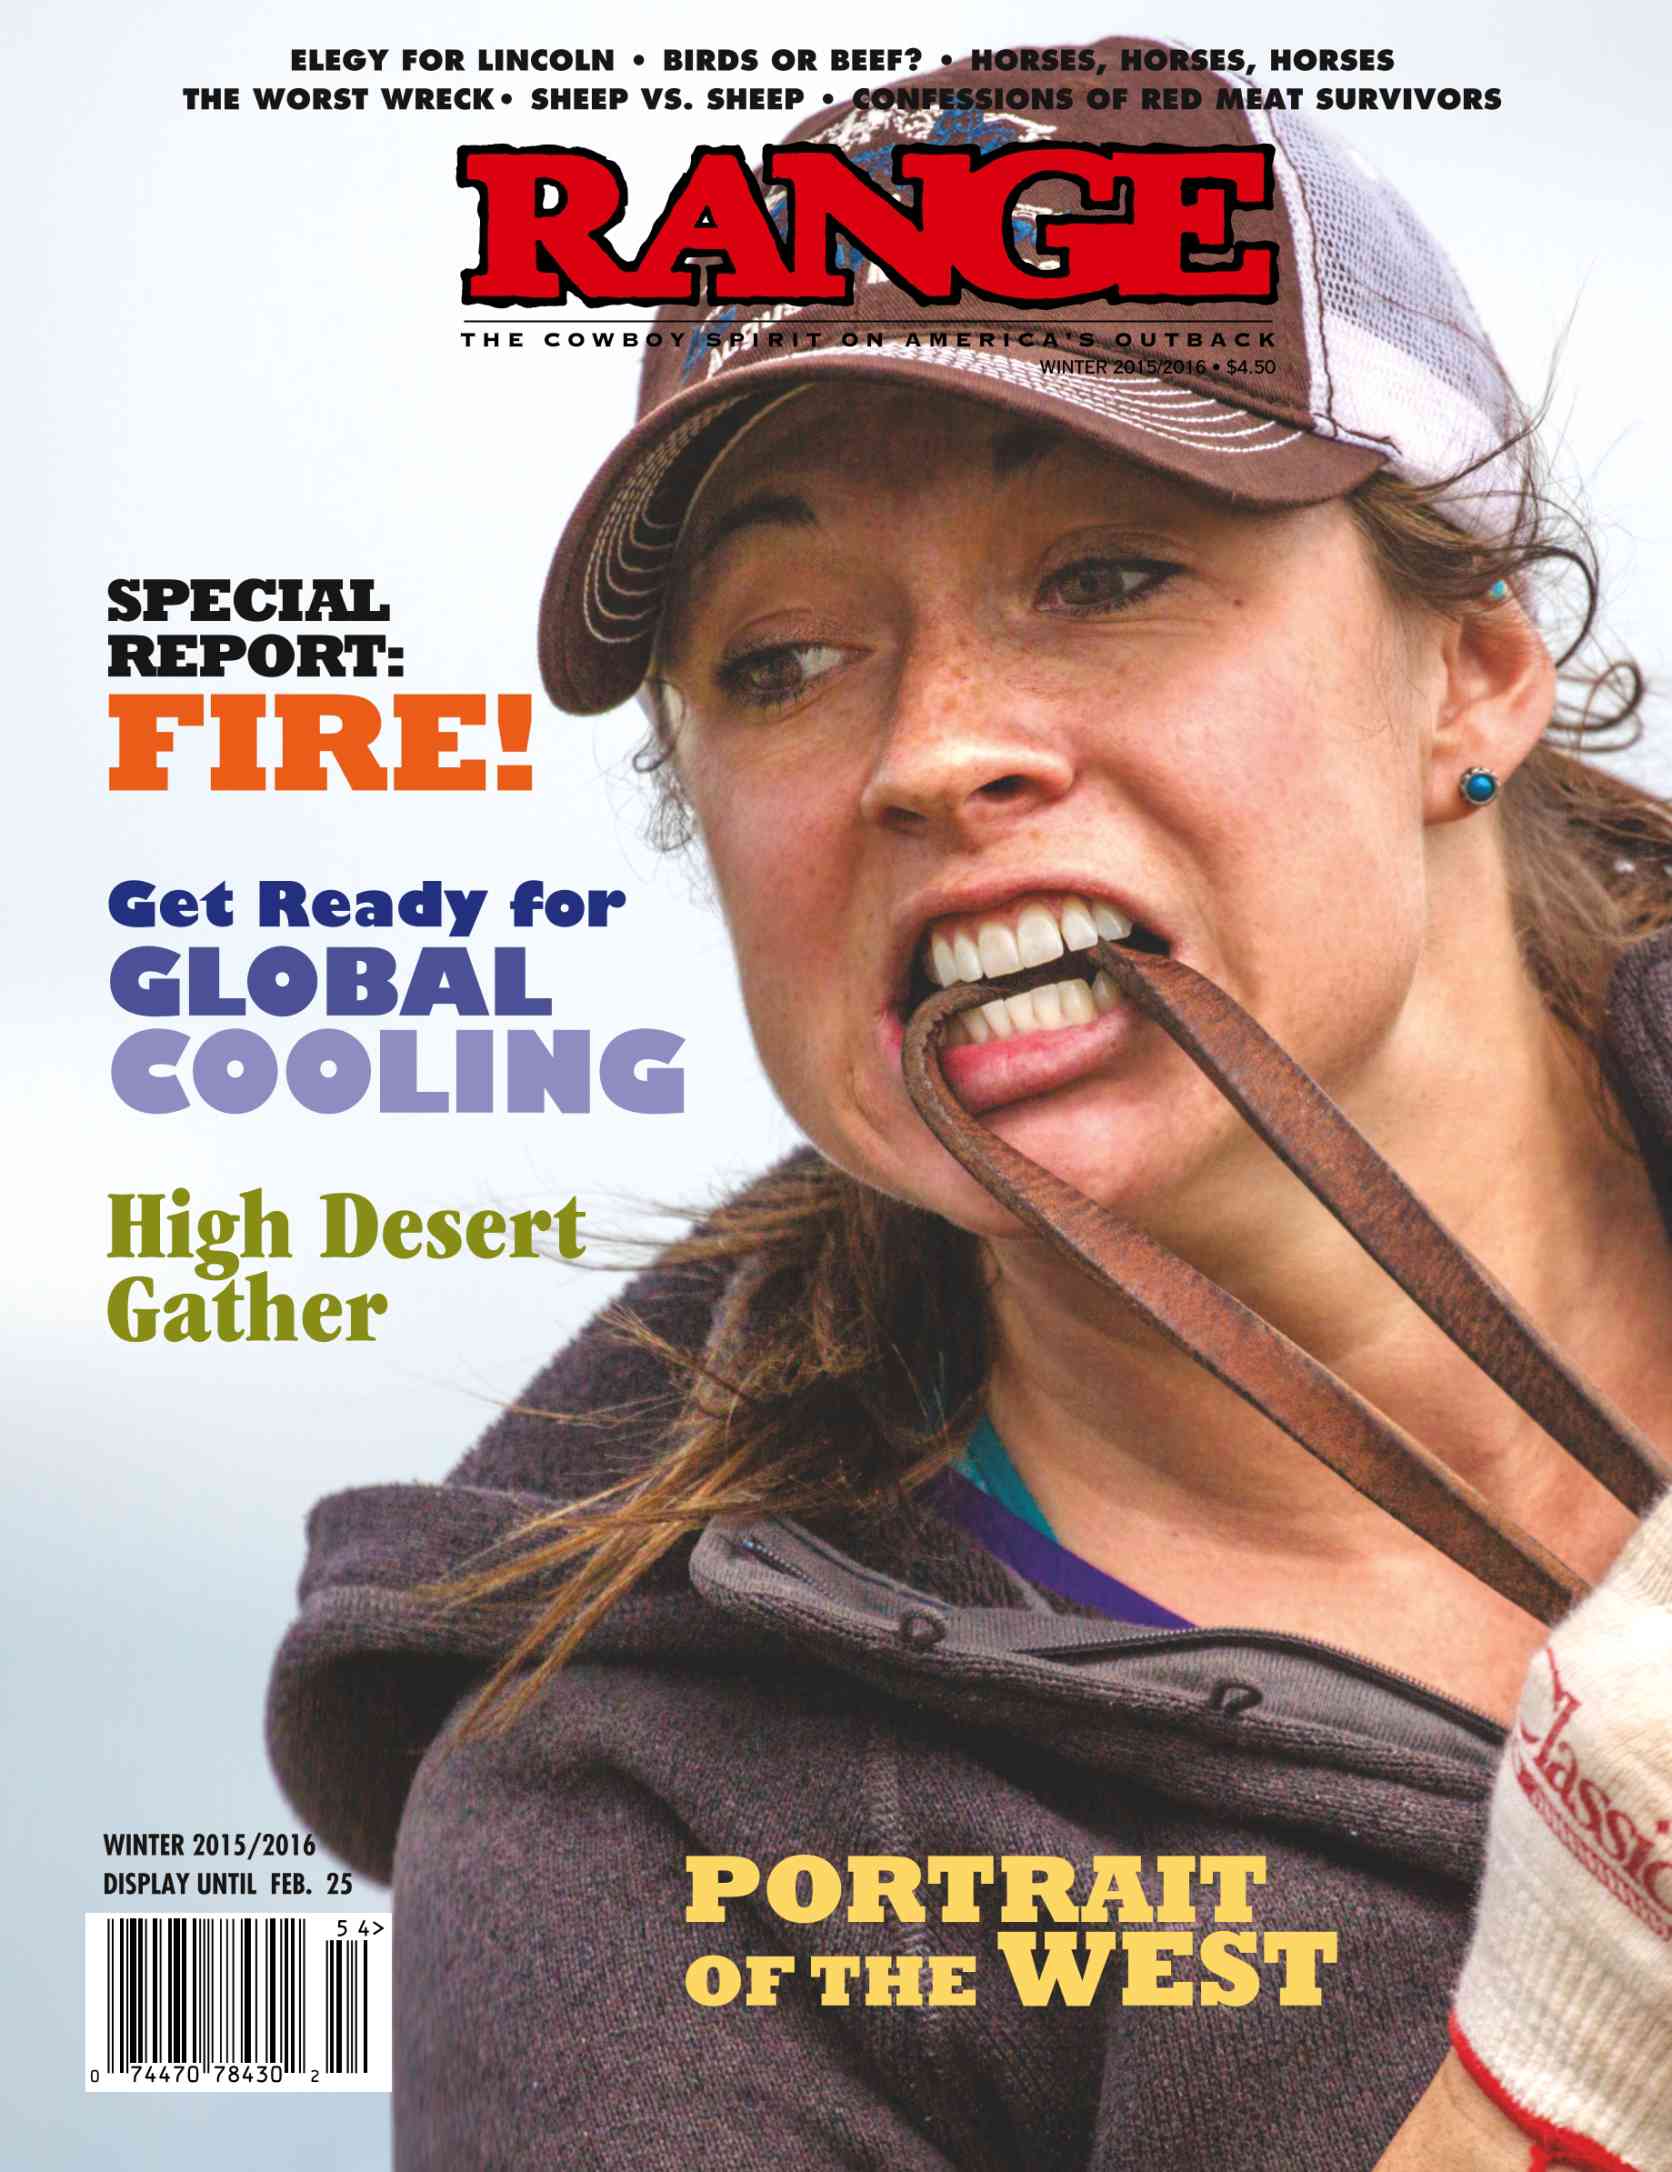 ELEGY FOR LINCOLN • BIRDS OR BEEF? • HORSES, HORSES, HORSES
THE WORST WRECK • SHEEP VS. SHEEP • CONFESSIONS OF RED MEAT SURVIVORS
RANGE
THE COWBOY SPIRIT ON AMERICA'S OUTBACK
WINTER 2015/2016 • $4.50
SPECIAL
REPORT:
FIRE!
Get Ready for
GLOBAL
COOLING
High Desert
Gather
Classic
WINTER 2015/2016
DISPLAY UNTIL FEB. 25
PORTRAIT
OF THE WEST
54>
0 74470 78430 2